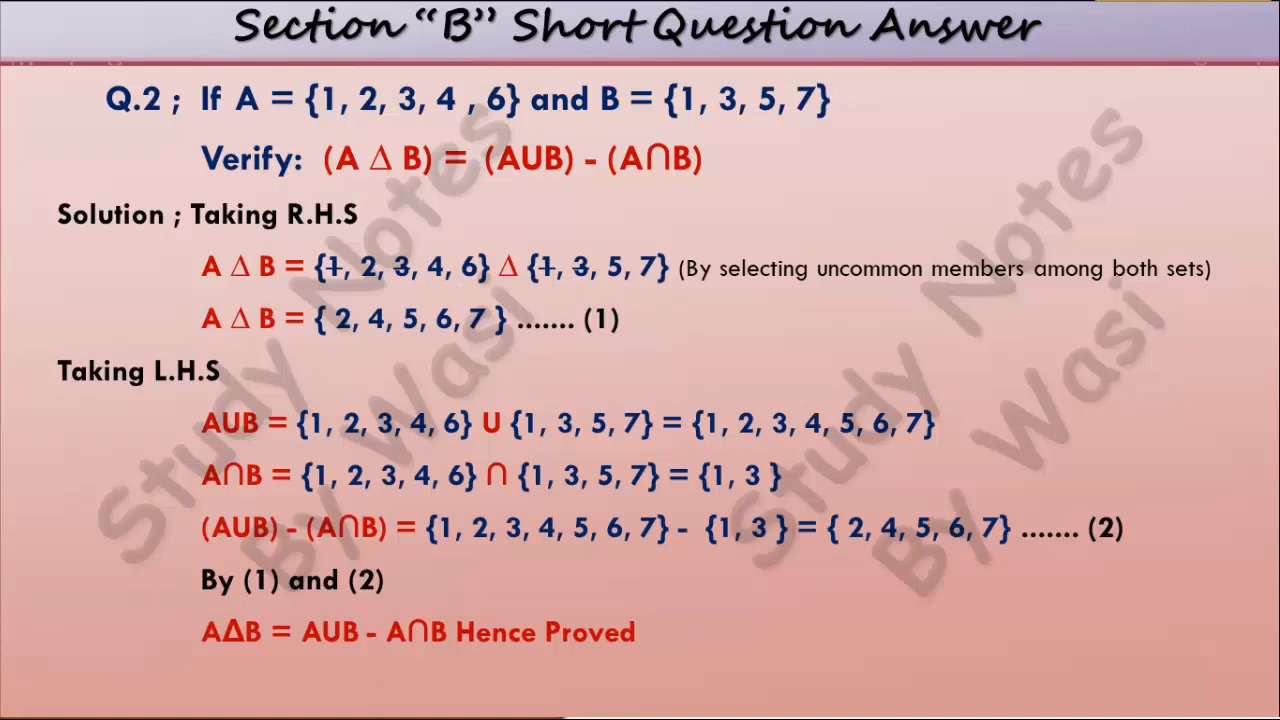 Section “B” Short Question Answer
Q.2 ; If A = {1, 2, 3, 4 , 6} and B = {1, 3, 5, 7}
Verify: (A ∆ B) = (AUB) - (A∩B)
Solution ; Taking R.H.S
A ∆ B = {1, 2, 3, 4, 6} ∆ {1, 3, 5, 7} (By selecting uncommon members among both sets)
A ∆ B = { 2, 4, 5, 6, 7 } ....... (1)
Taking L.H.S
AUB = {1, 2, 3, 4, 6} U {1, 3, 5, 7} = {1, 2, 3, 4, 5, 6, 7}
A∩B = {1, 2, 3, 4, 6} ∩ {1, 3, 5, 7} = {1, 3 }
(AUB) - (A∩B) = {1, 2, 3, 4, 5, 6, 7} - {1, 3 } = { 2, 4, 5, 6, 7} ....... (2)
By (1) and (2)
A∆B = AUB - A∩B Hence Proved
Study Notes
By Wasi
Study Notes
By Wasi